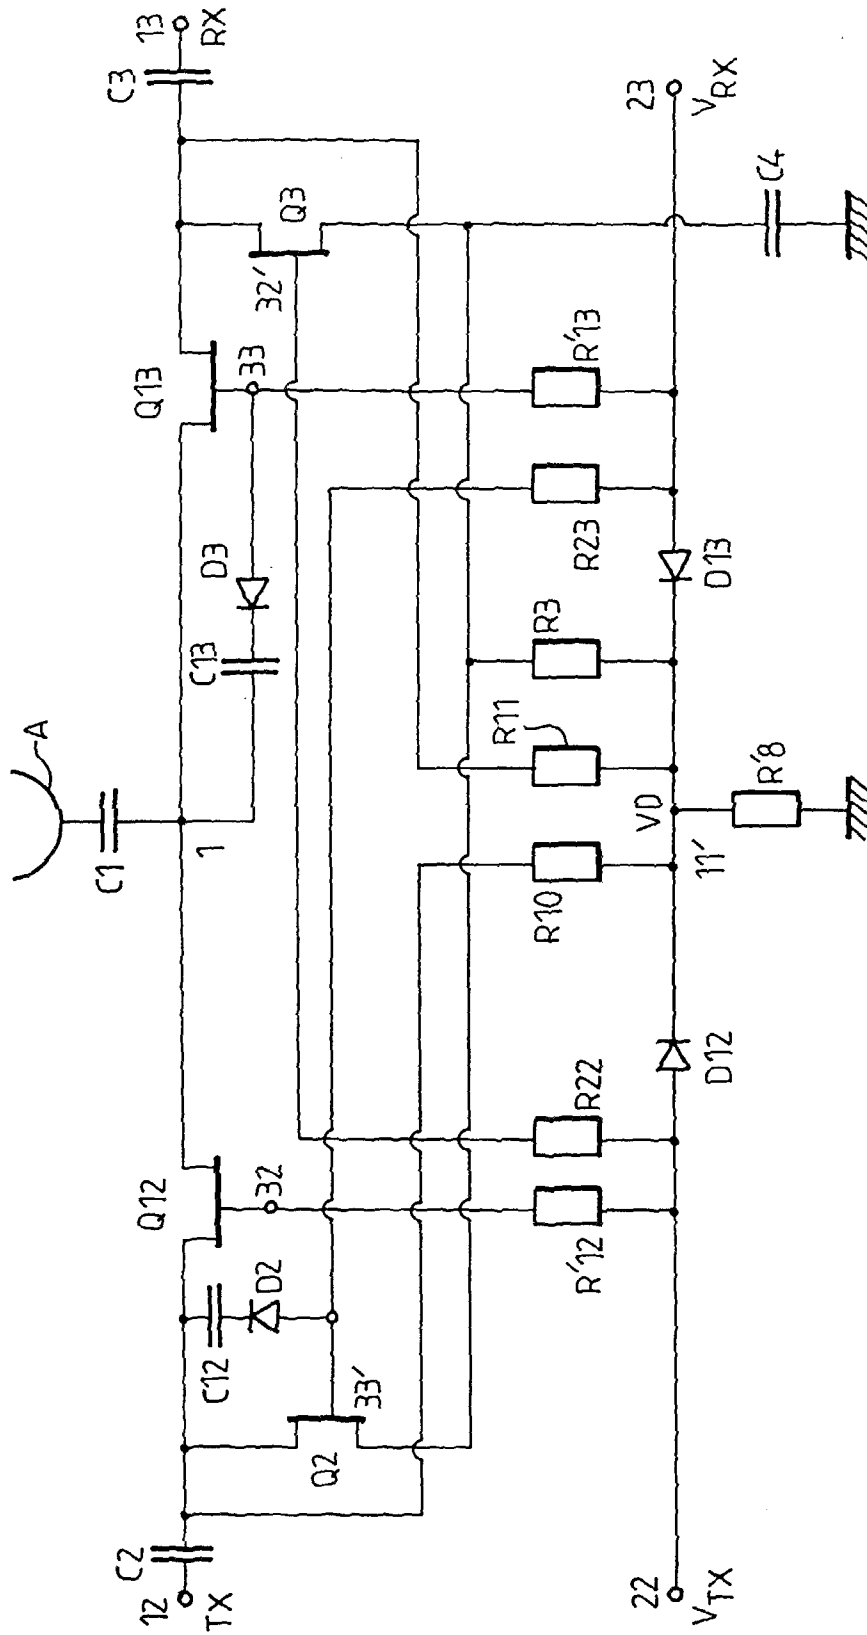 13
RX
C3
23
VRX
C4
Q3
32'
Q13
33
R'13
D3
R23
D13
C13
R3
A
R11
C1
1
VD
R'8
11'
R10
D12
R22
Q12
32
R'12
D2
C12
33'
Q2
C2
12
TX
22
VTX